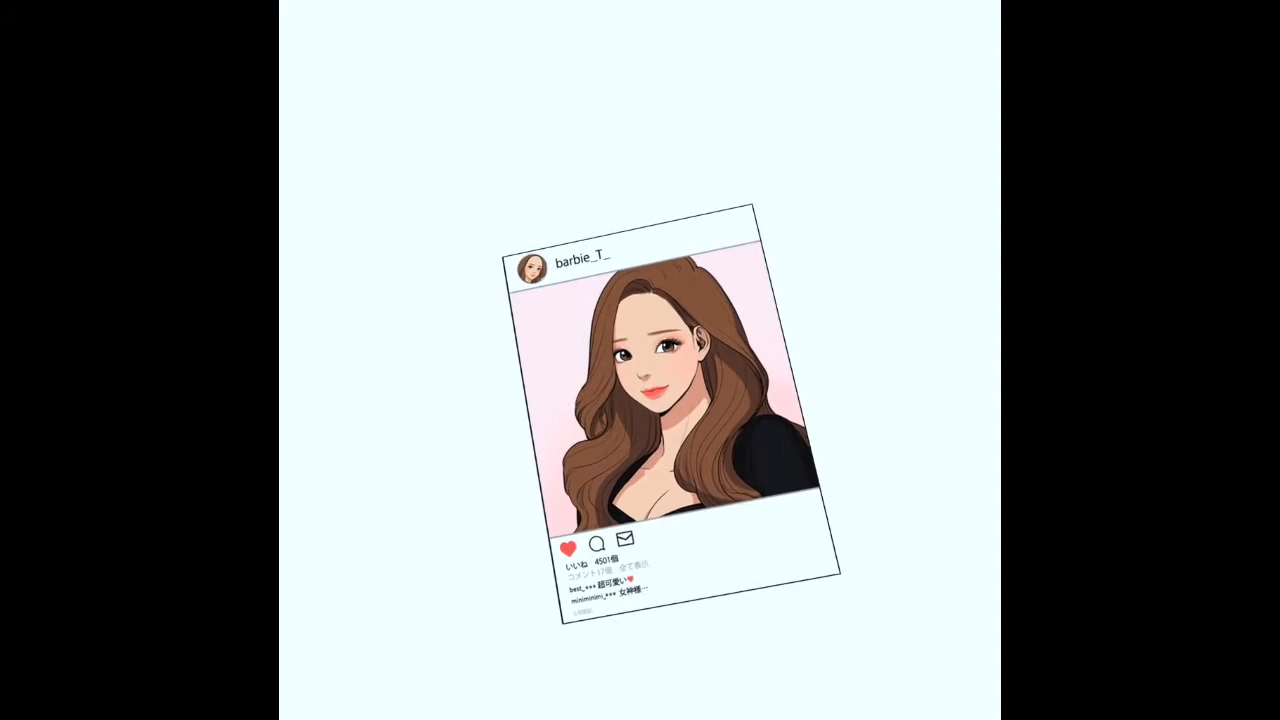 barbie_T_
いいね 4501個
コメント17個 全て表示
best_*** 超可愛い❤
miniminimi_*** 女神様…